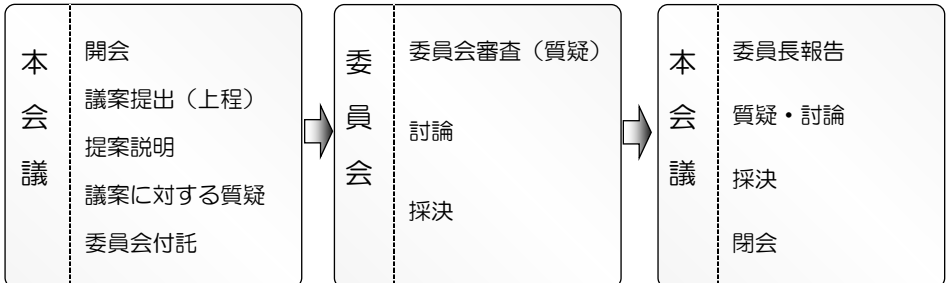 本会議
開会
議案提出（上程）
提案説明
議案に対する質疑
委員会付託
委員会
委員会審査（質疑）
討論
採決
本会議
委員長報告
質疑・討論
採決
閉会